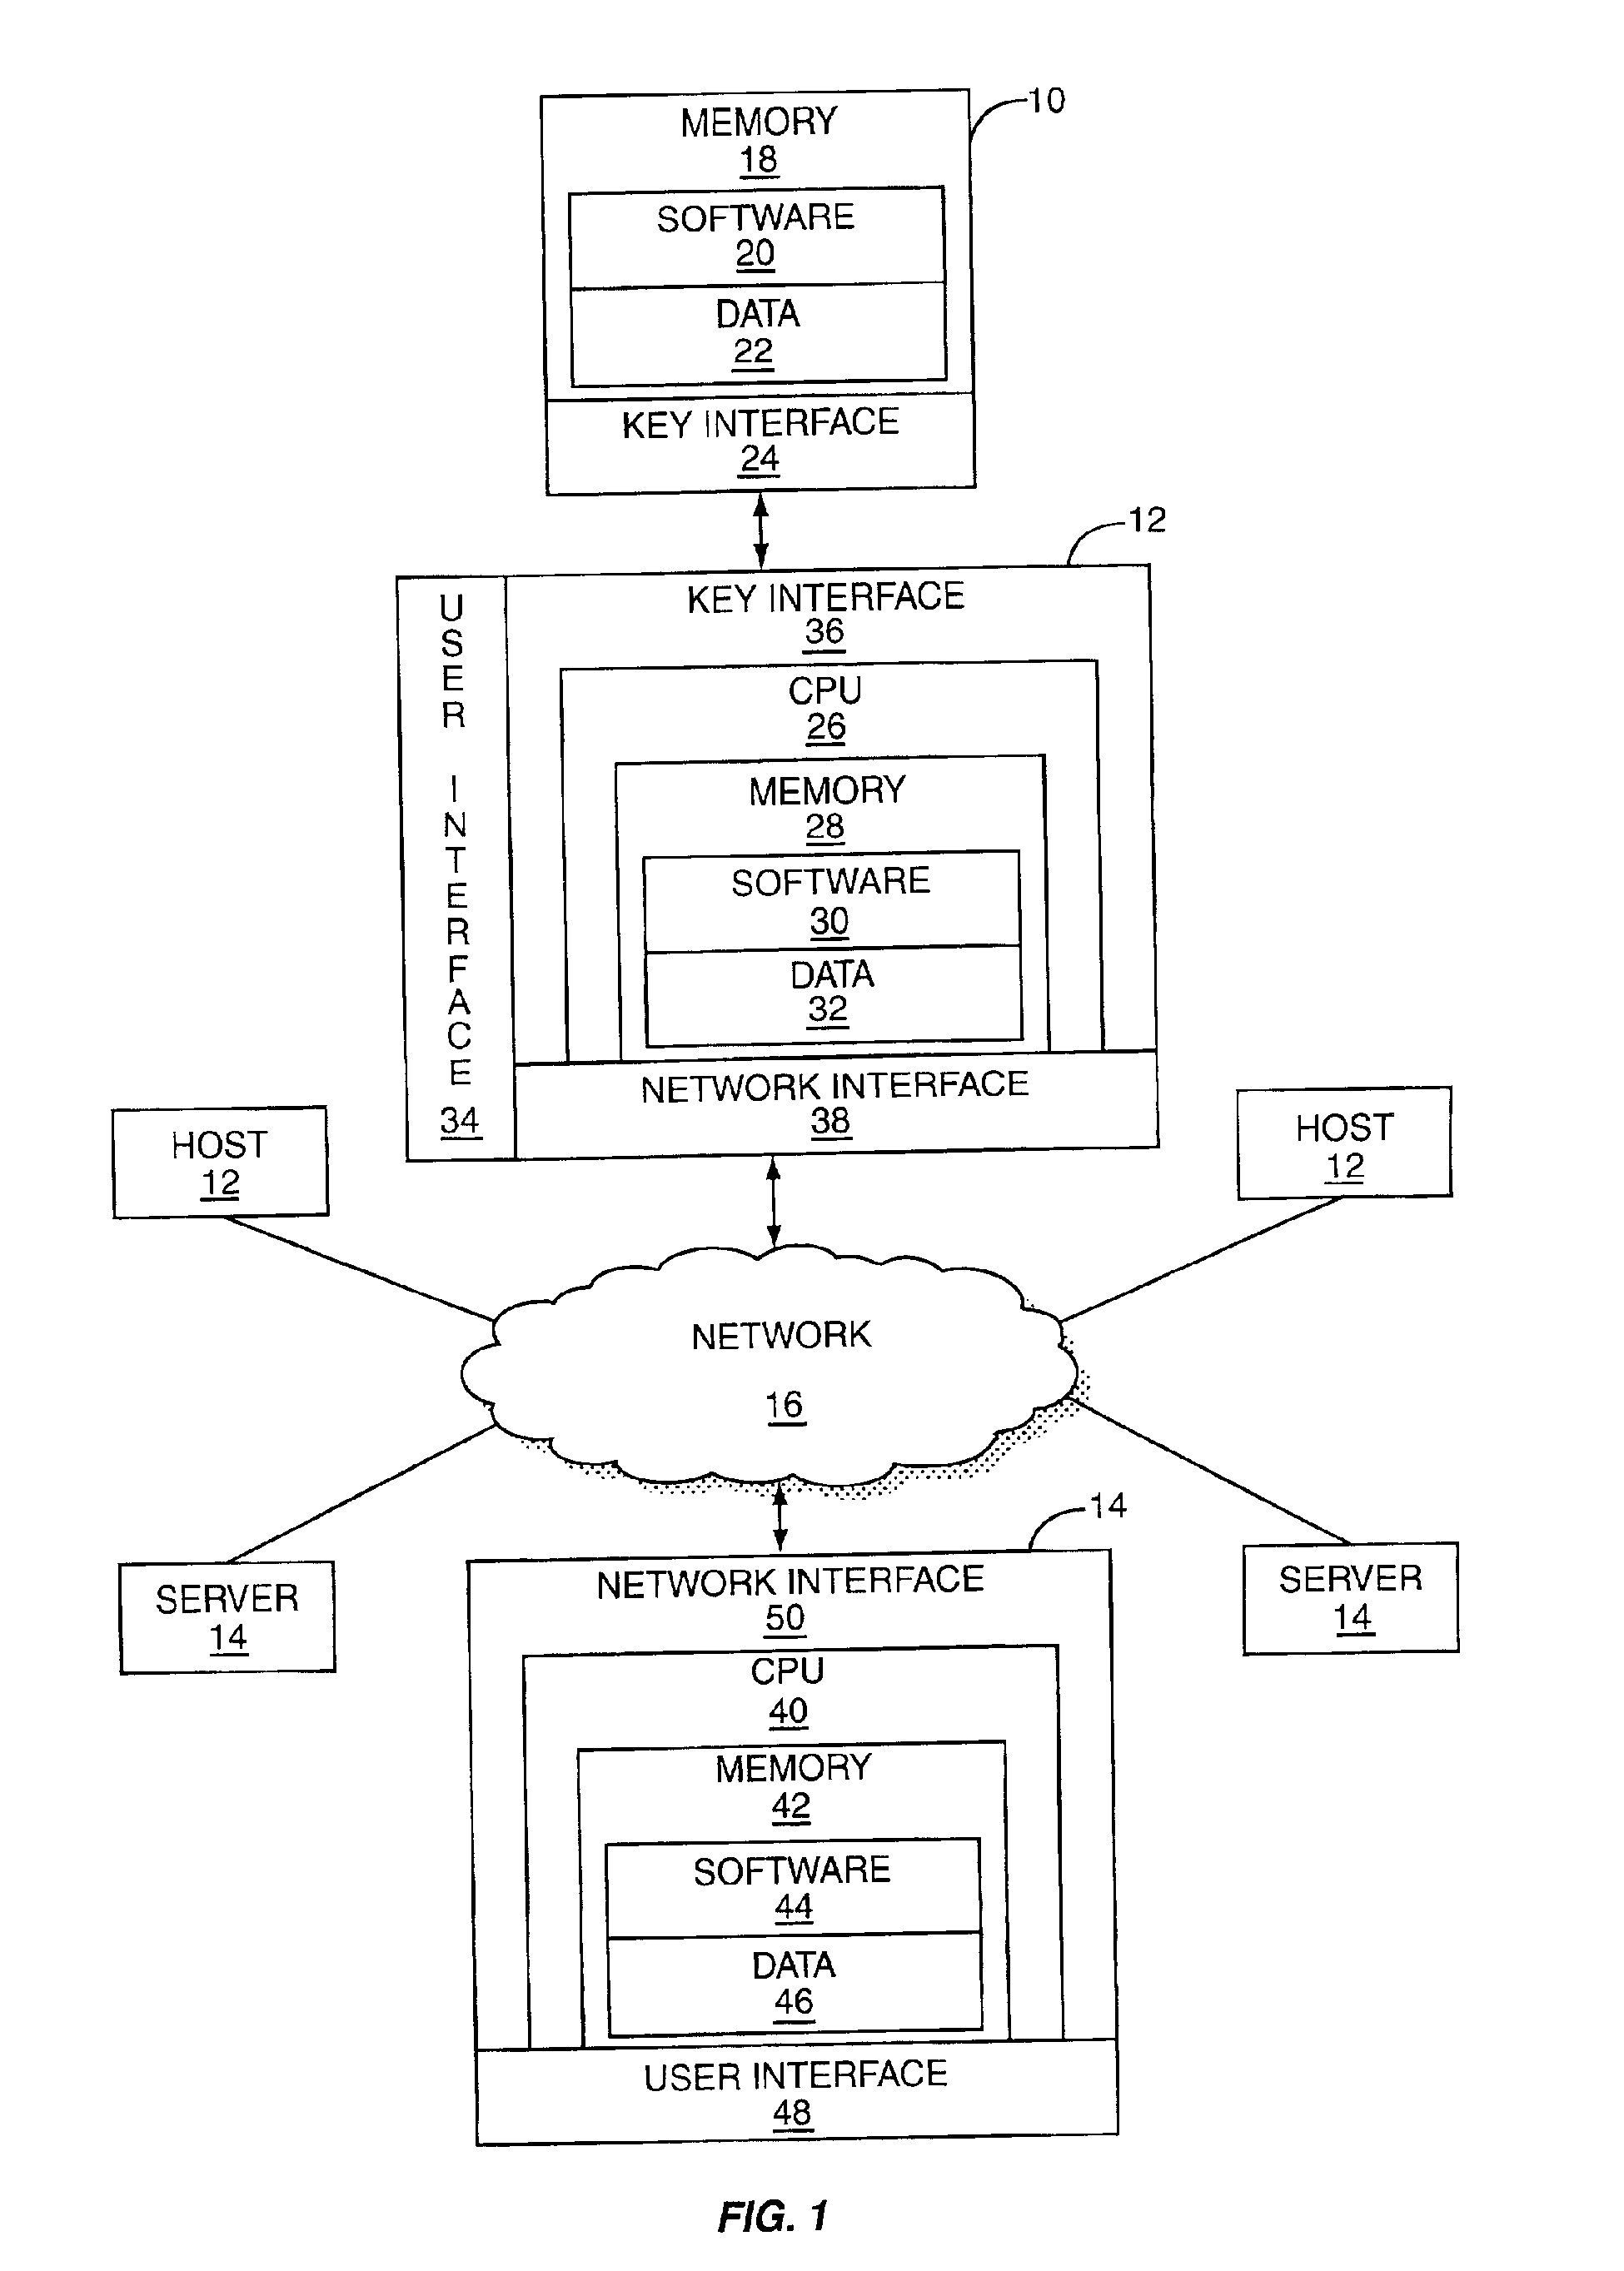 10
MEMORY
18
SOFTWARE
20
DATA
22
KEY INTERFACE
24
12
USER INTERFACE
34
KEY INTERFACE
36
CPU
26
MEMORY
28
SOFTWARE
30
DATA
32
NETWORK INTERFACE
38
HOST
12
HOST
12
NETWORK
16
SERVER
14
SERVER
14
14
NETWORK INTERFACE
50
CPU
40
MEMORY
42
SOFTWARE
44
DATA
46
USER INTERFACE
48
FIG. 1